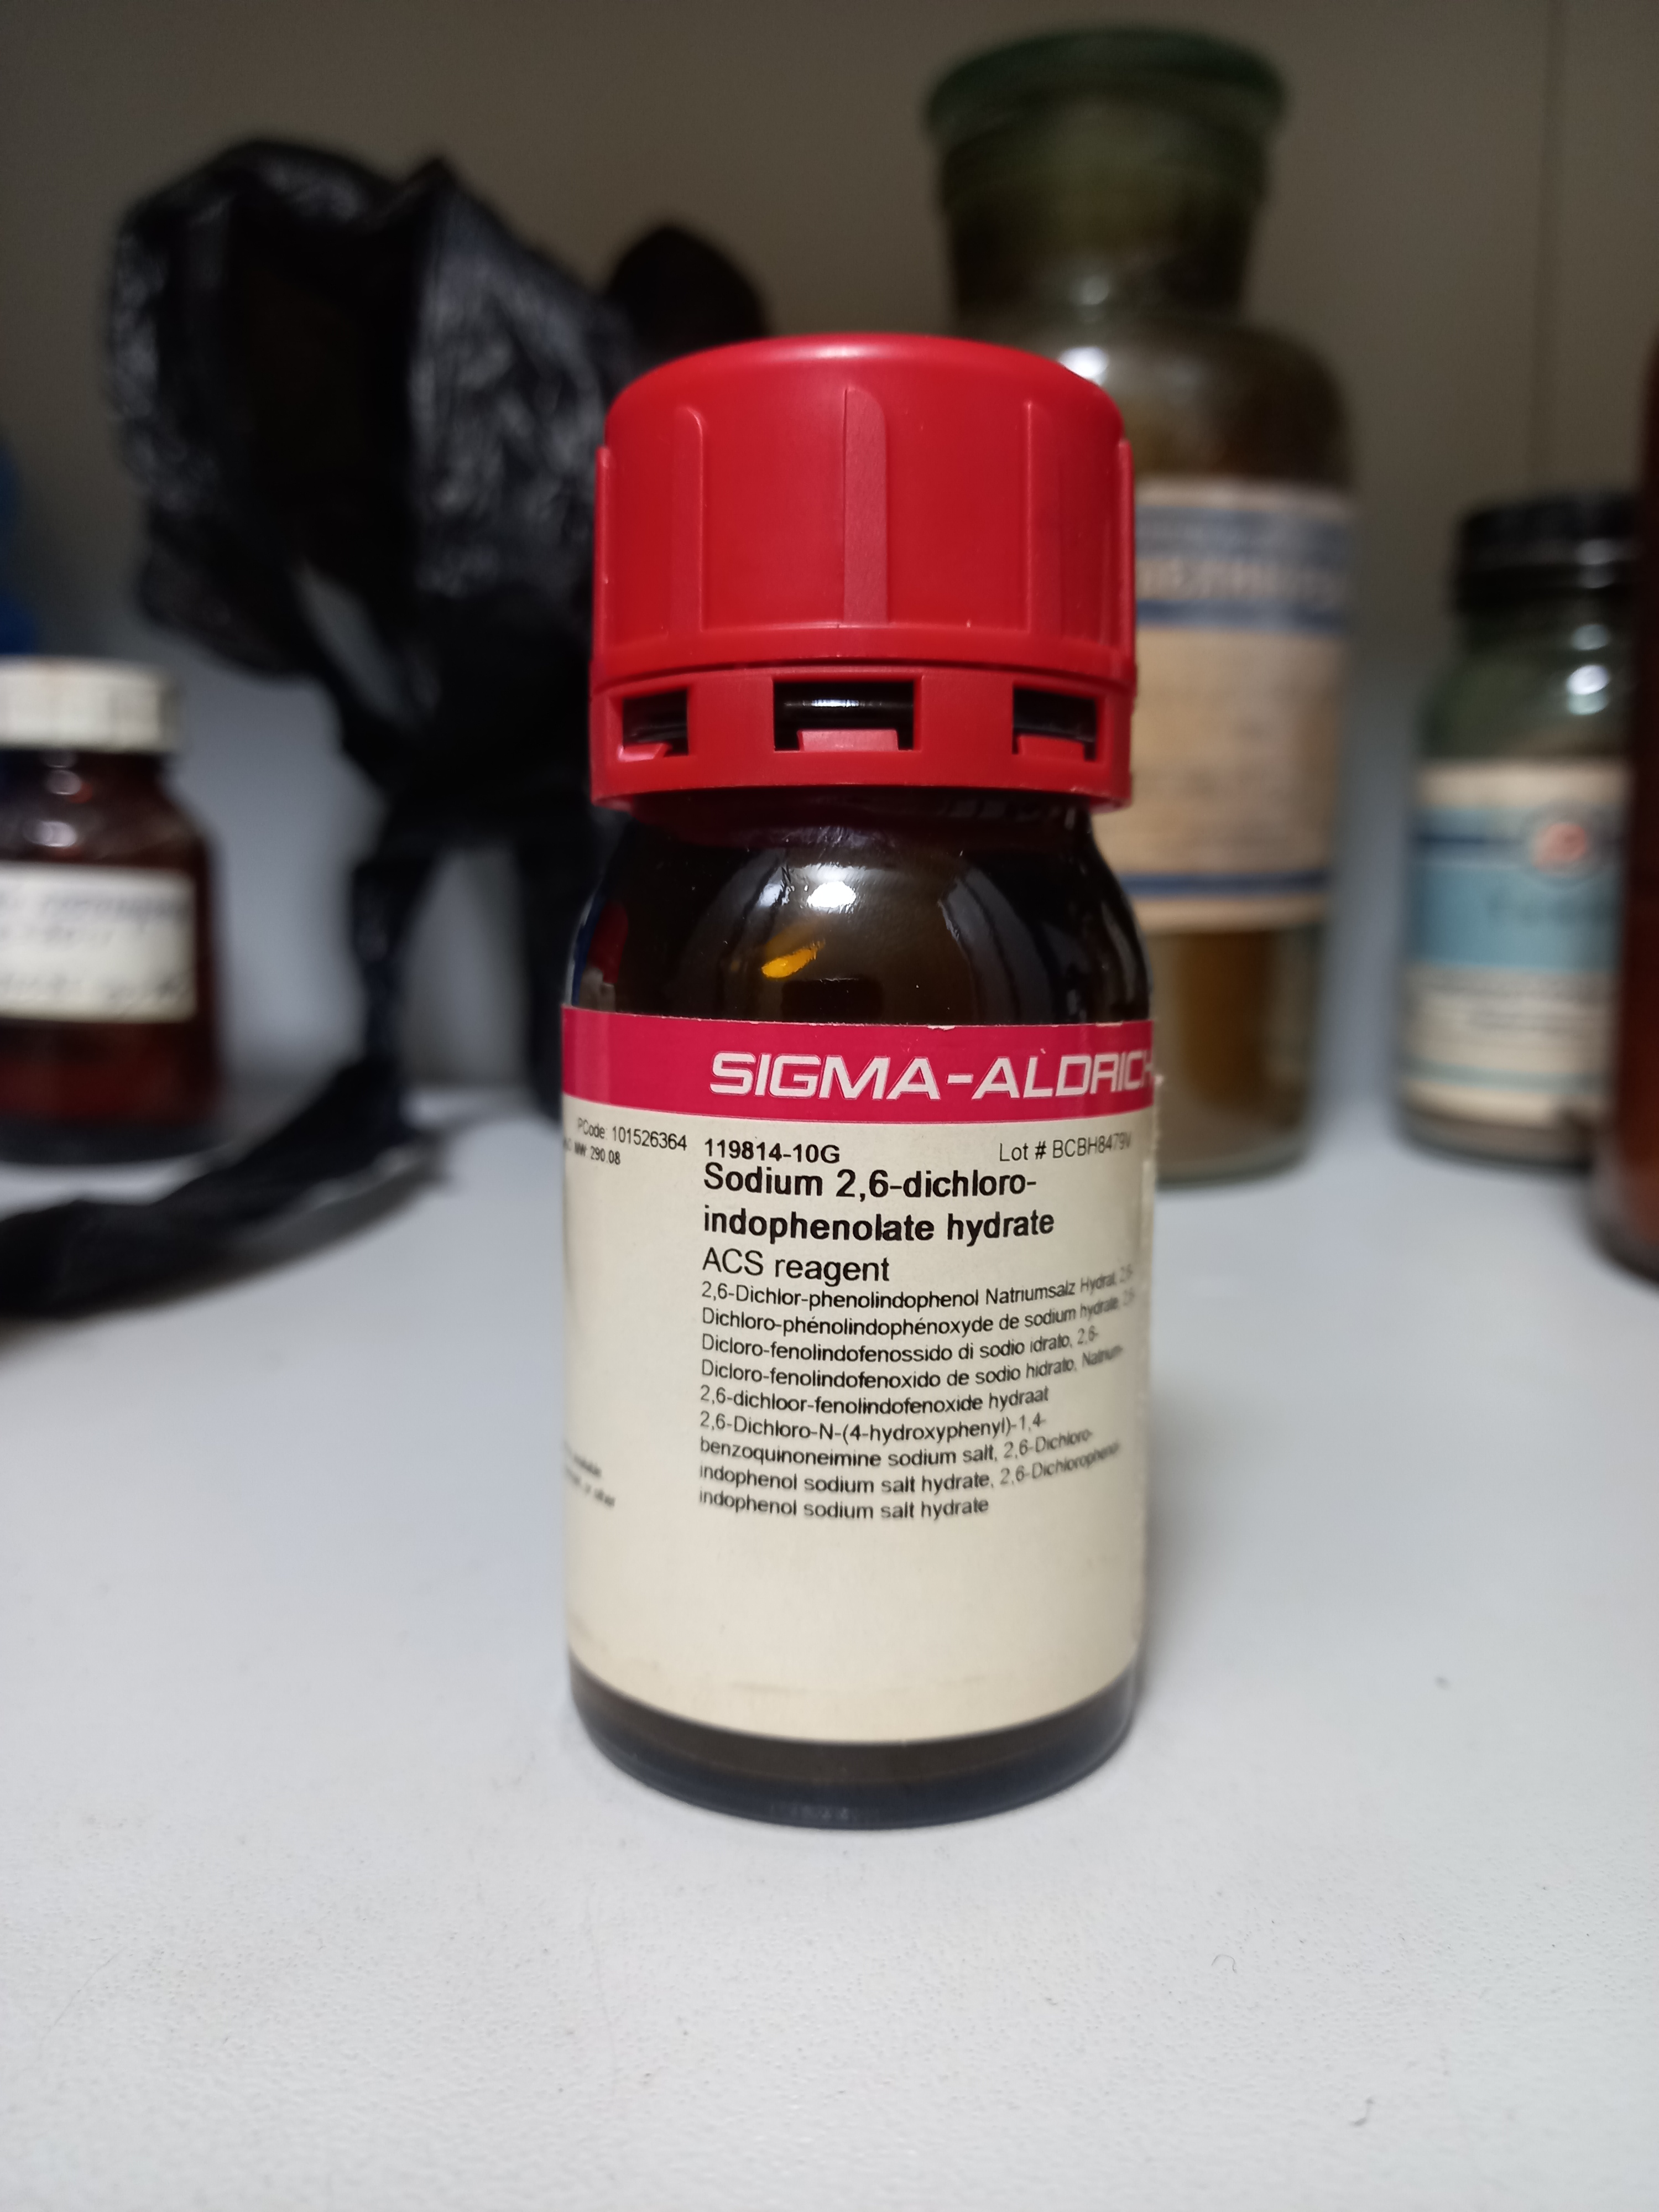 SIGMA-ALDRICH
PCode: 101526364
MW 290.08
119814-10G
Lot # BCBH8479V
Sodium 2,6-dichloro-
indophenolate hydrate
ACS reagent
2,6-Dichlor-phenolindophenol Natriumsalz Hydrat, 2,6-
Dichloro-phénolindophénoxyde de sodium hydrate, 2,6-
Dicloro-fenolindofenossido di sodio idrato, 2,6-
Dicloro-fenolindofenoxido de sodio hidrato, Natrium-
2,6-dichloor-fenolindofenoxide hydraat
2,6-Dichloro-N-(4-hydroxyphenyl)-1,4-
benzoquinoneimine sodium salt, 2,6-Dichloro-
indophenol sodium salt hydrate, 2,6-Dichlorophenol-
indophenol sodium salt hydrate